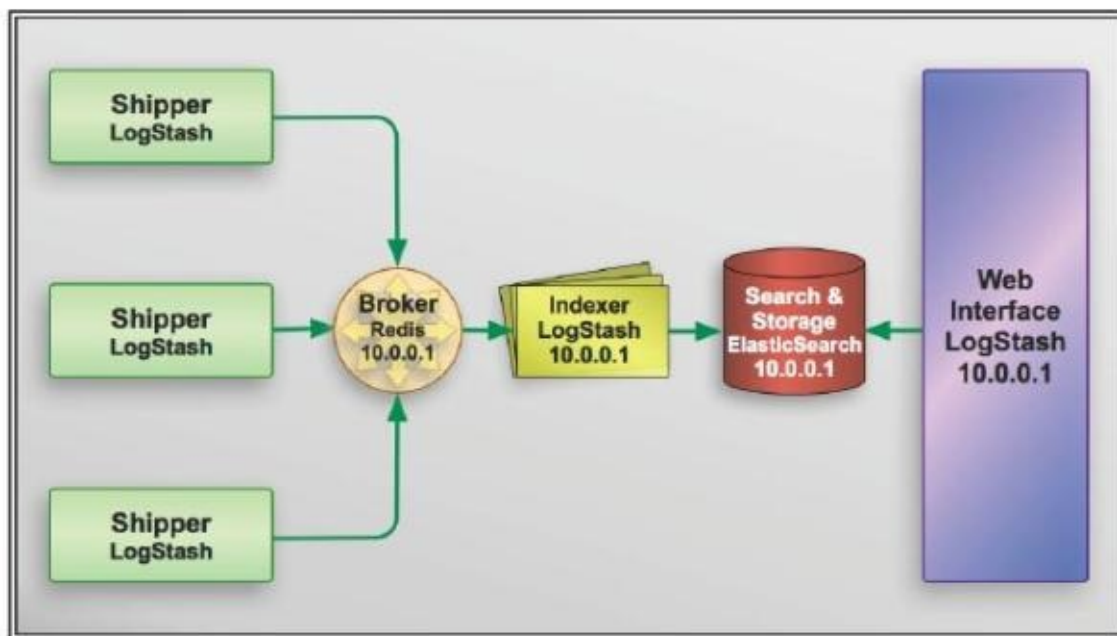 Shipper
LogStash
Shipper
LogStash
Shipper
LogStash
Broker
Redis
10.0.0.1
Indexer
LogStash
10.0.0.1
Search &
Storage
ElasticSearch
10.0.0.1
Web
Interface
LogStash
10.0.0.1